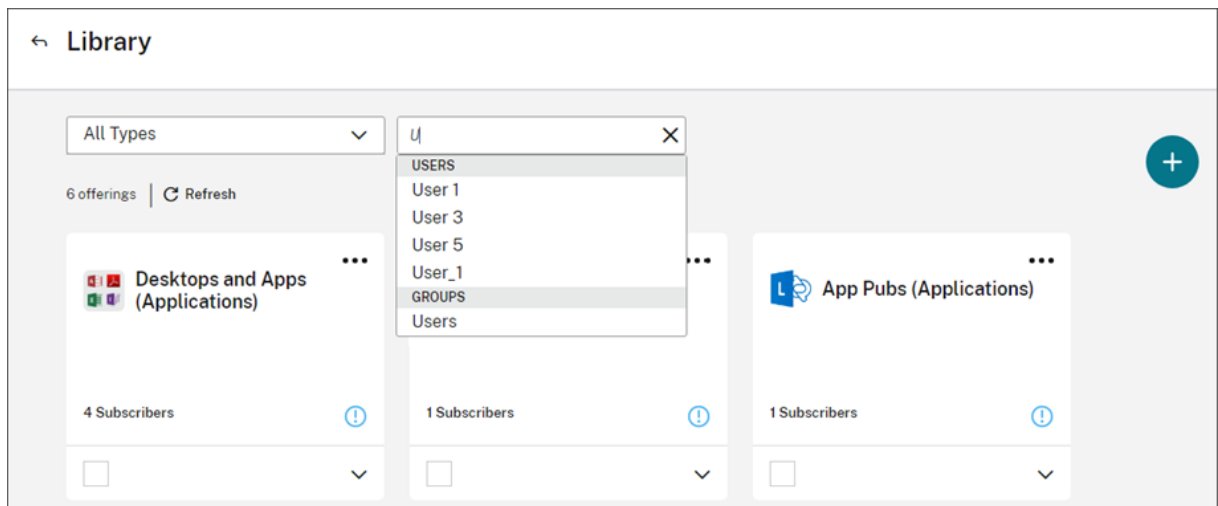 Library
All Types
U
6 offerings
Refresh
USERS
User 1
User 3
User 5
User_1
GROUPS
Users
Desktops and Apps
(Applications)
4 Subscribers
1 Subscribers
L
App Pubs (Applications)
1 Subscribers